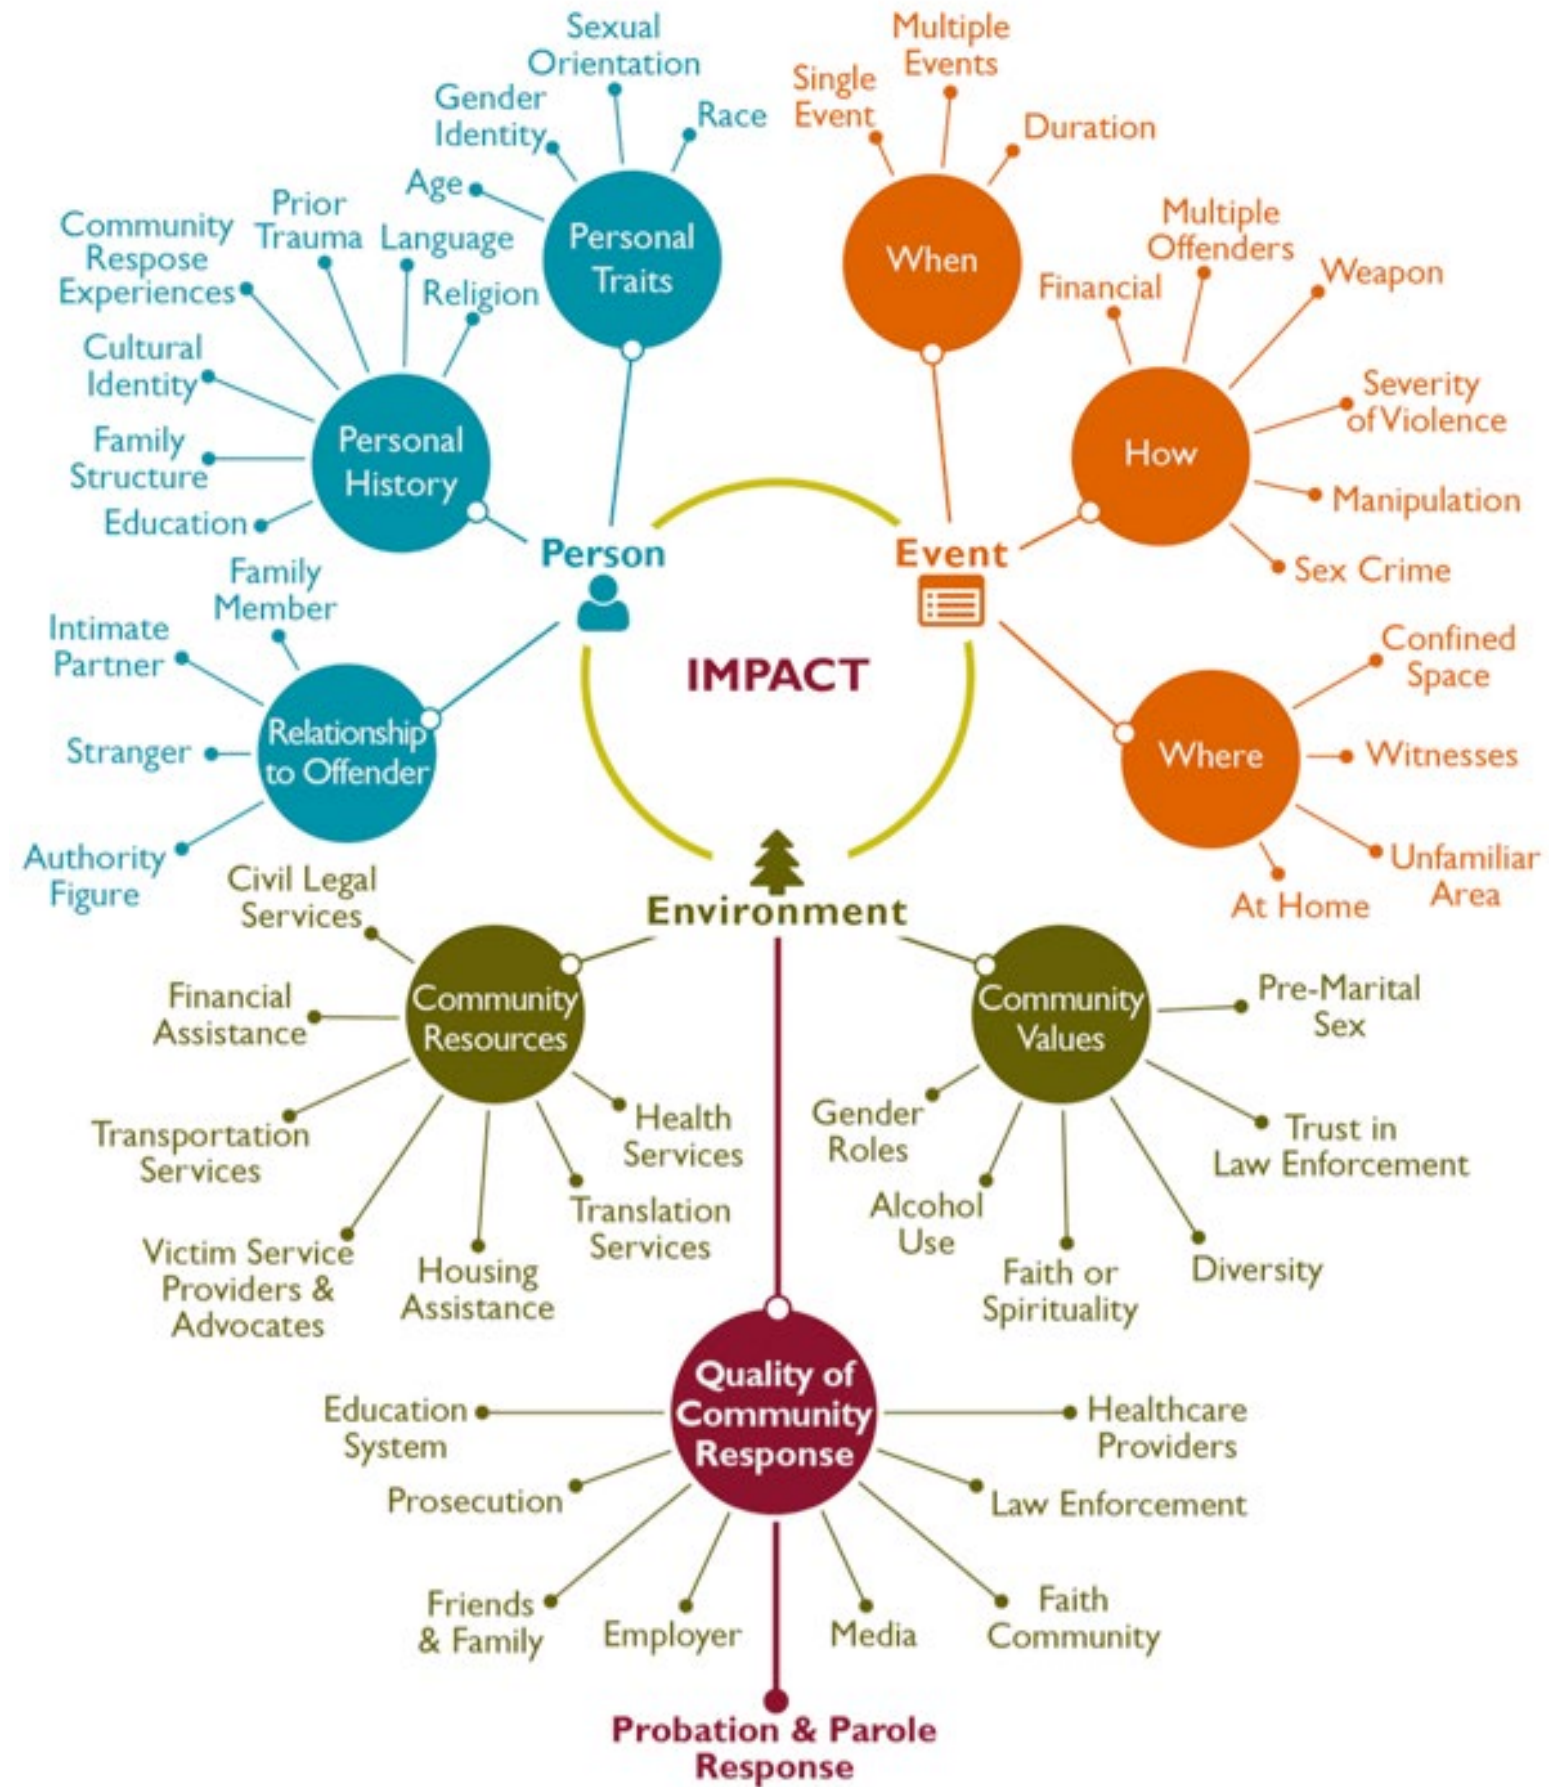 Sexual
Orientation
Gender
Identity
Race
Age
Personal
Traits
Community
Respose
Experiences
Prior
Trauma
Language
Religion
Cultural
Identity
Family
Structure
Education
Personal
History
Person
Family
Member
Intimate
Partner
Stranger
Authority
Figure
Relationship
to Offender
Single
Event
Multiple
Events
Duration
When
Financial
Multiple
Offenders
Weapon
Severity
of Violence
Manipulation
Sex Crime
How
Event
Confined
Space
Witnesses
Unfamiliar
Area
At Home
Where
IMPACT
Environment
Civil Legal
Services
Financial
Assistance
Transportation
Services
Victim Service
Providers &
Advocates
Housing
Assistance
Translation
Services
Health
Services
Community
Resources
Community
Values
Pre-Marital
Sex
Trust in
Law Enforcement
Diversity
Faith or
Spirituality
Alcohol
Use
Gender
Roles
Quality of
Community
Response
Education
System
Prosecution
Friends
& Family
Employer
Media
Faith
Community
Law Enforcement
Healthcare
Providers
Probation & Parole
Response